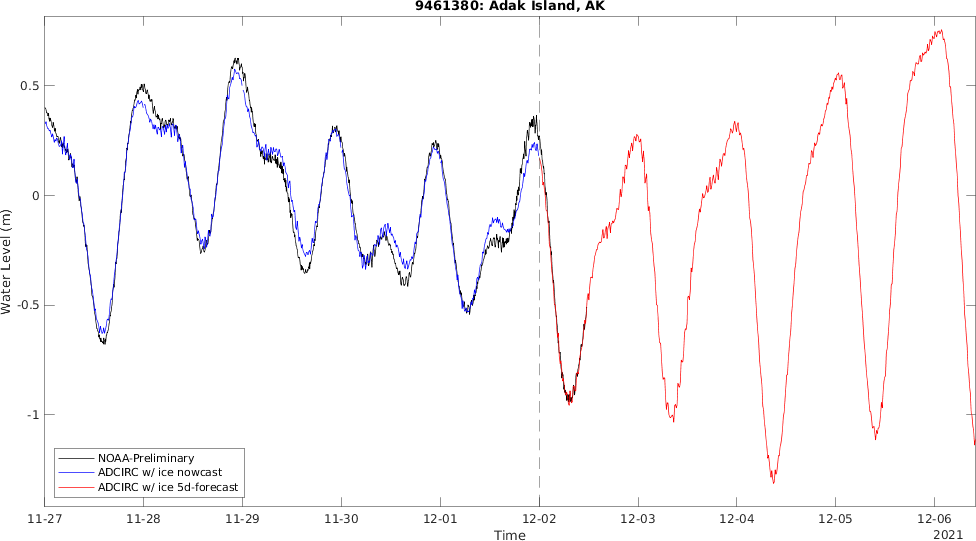 9461380: Adak Island, AK
Water Level (m)
0.5
0
-0.5
-1
NOAA-Preliminary
ADCIRC w/ ice nowcast
ADCIRC w/ ice 5d-forecast
11-27 11-28 11-29 11-30 12-01 12-02 12-03 12-04 12-05 12-06
Time
2021